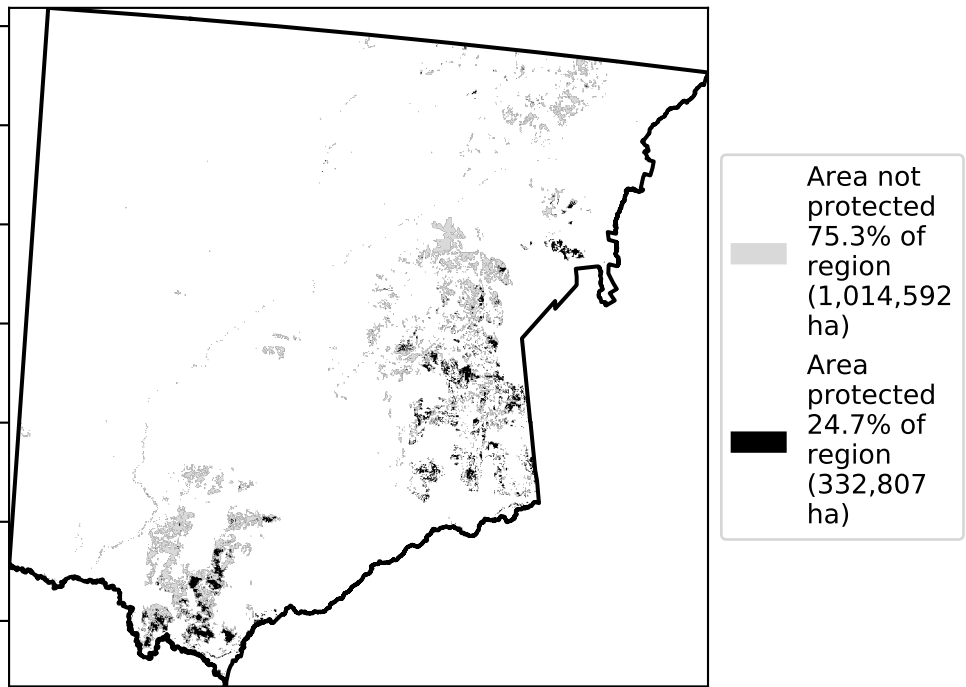 Area not
protected
75.3% of
region
(1,014,592
ha)
Area
protected
24.7% of
region
(332,807
ha)